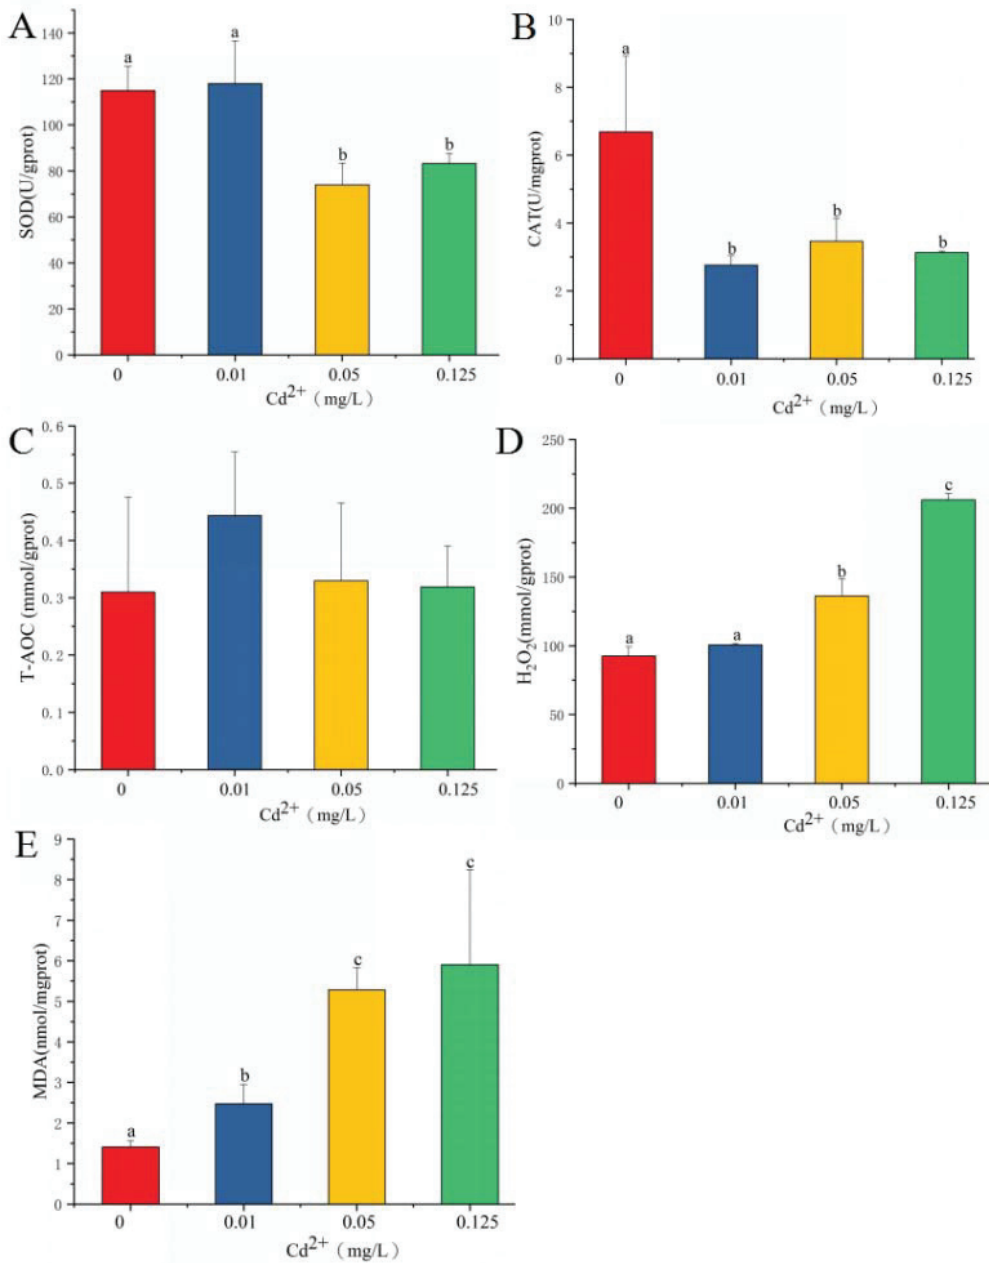 A
SOD(U/gprot)
140
120
100
80
60
40
20
0
a
a
b
b
0 0.01 0.05 0.125
Cd2+（mg/L）
B
CAT(U/mgprot)
10
8
6
4
2
0
a
b
b
b
0 0.01 0.05 0.125
Cd2+（mg/L）
C
T-AOC (mmol/gprot)
0.6
0.5
0.4
0.3
0.2
0.1
0.0
0 0.01 0.05 0.125
Cd2+（mg/L）
D
H2O2(mmol/gprot)
250
200
150
100
50
0
a
a
b
c
0 0.01 0.05 0.125
Cd2+（mg/L）
E
MDA(nmol/mgprot)
9
8
7
6
5
4
3
2
1
0
a
b
c
c
0 0.01 0.05 0.125
Cd2+（mg/L）